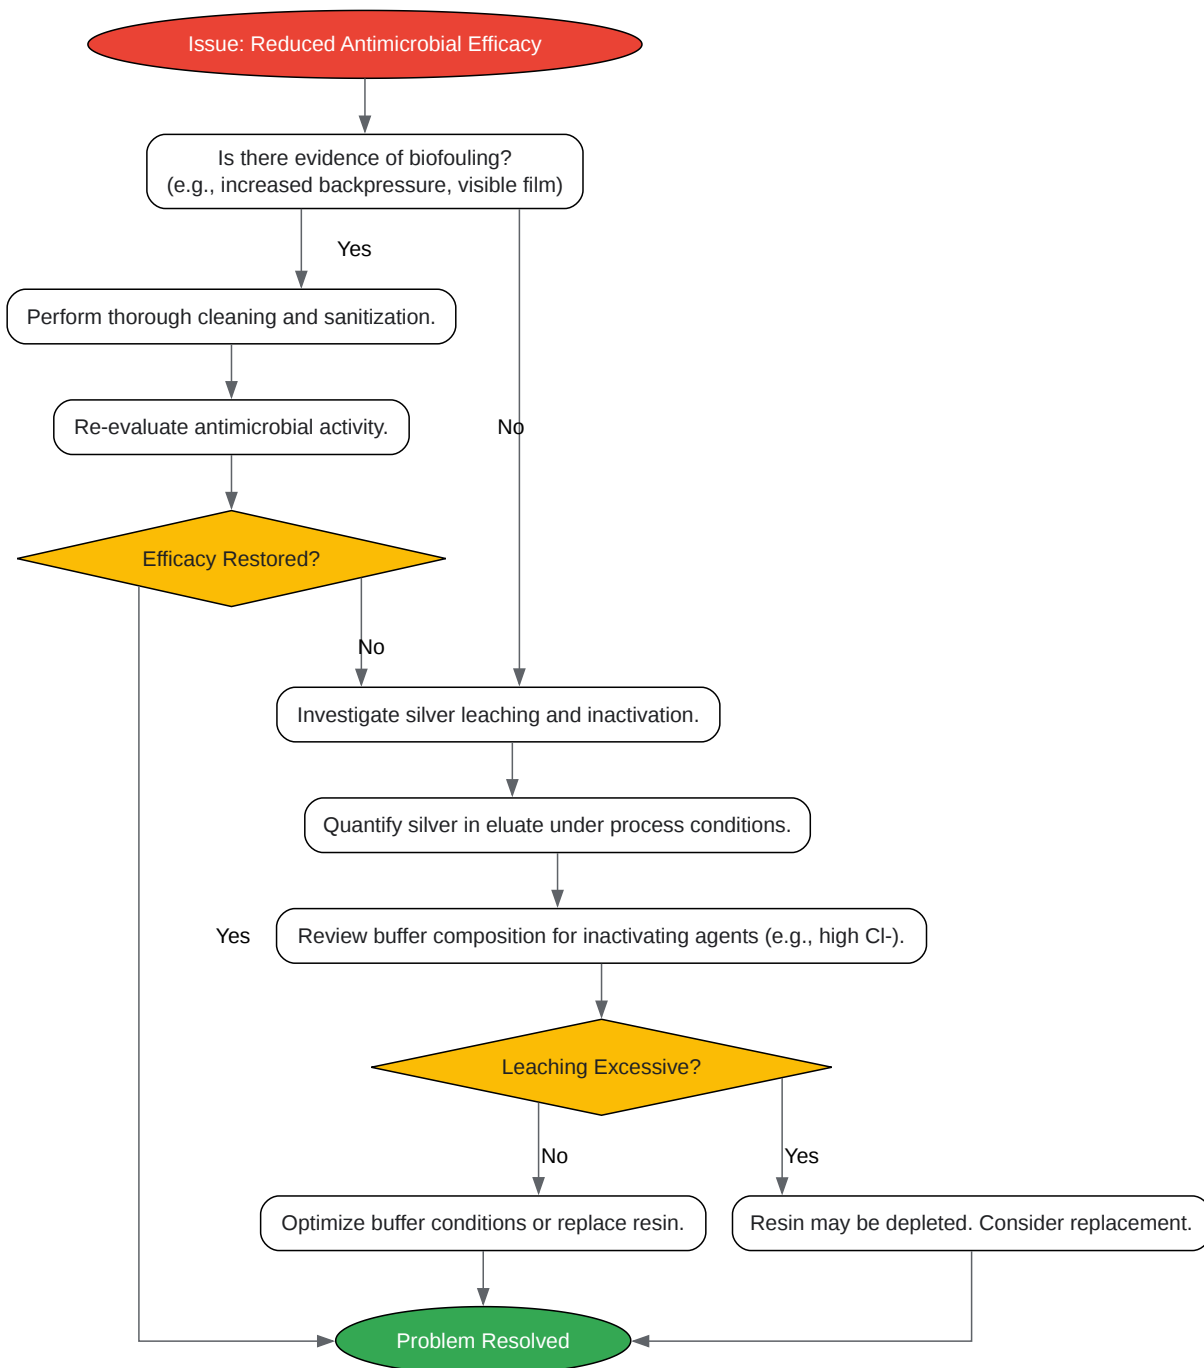 Issue: Reduced Antimicrobial Efficacy
Is there evidence of biofouling?
(e.g., increased backpressure, visible film)
Yes
Perform thorough cleaning and sanitization.
Re-evaluate antimicrobial activity.
No
Efficacy Restored?
No
Investigate silver leaching and inactivation.
Quantify silver in eluate under process conditions.
Yes
Review buffer composition for inactivating agents (e.g., high Cl-).
Leaching Excessive?
No
Yes
Optimize buffer conditions or replace resin.
Resin may be depleted. Consider replacement.
Problem Resolved